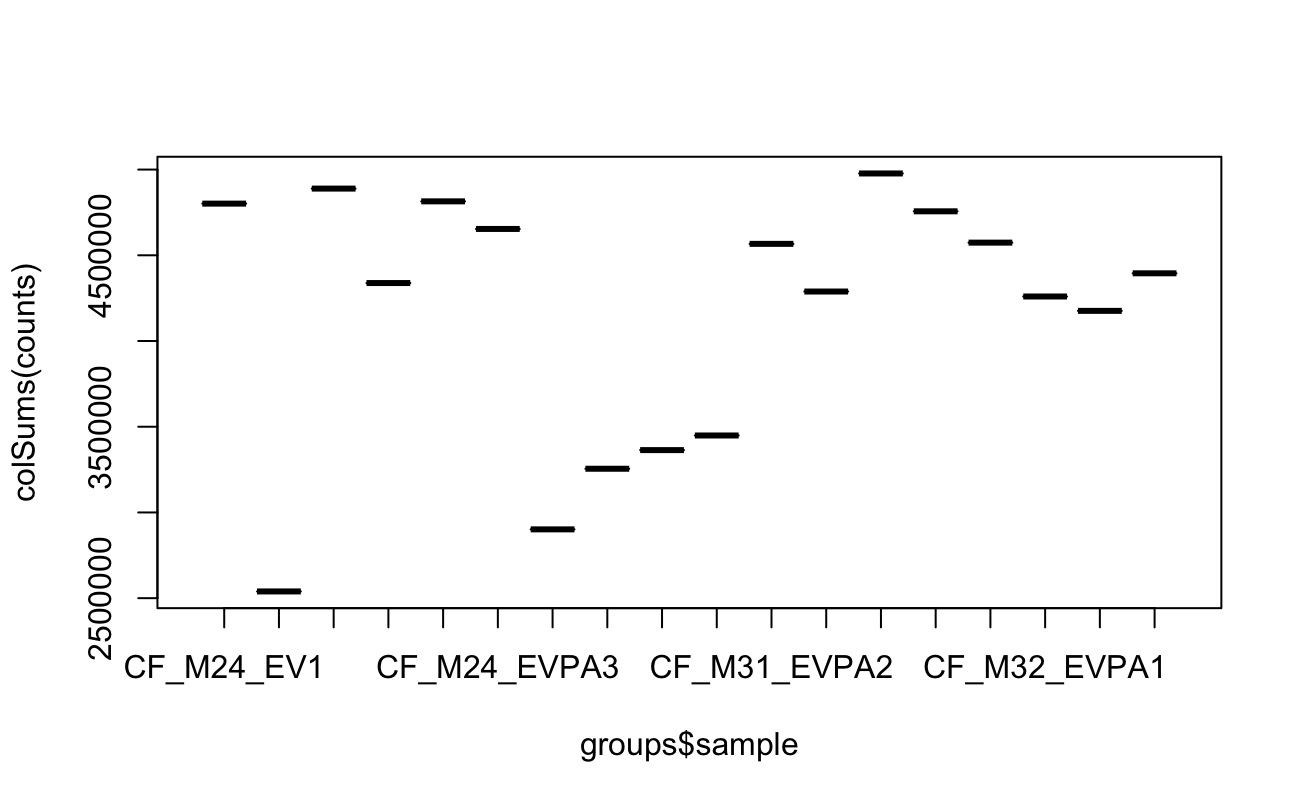 colSums(counts)
4500000
3500000
2500000
CF_M24_EV1 CF_M24_EVPA3 CF_M31_EVPA2 CF_M32_EVPA1
groups$sample